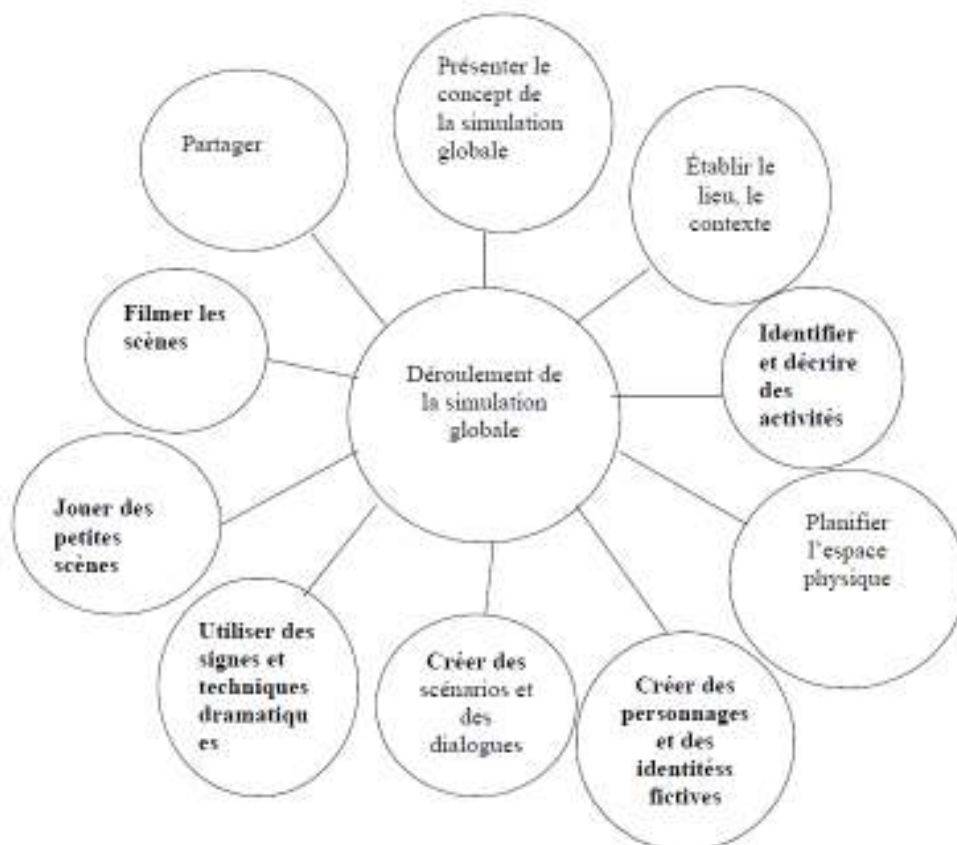 Présenter le
concept de
la simulation
globale
Établir le
lieu, le
contexte
Identifier
et décrire
des
activités
Planifier
l'espace
physique
Créer des
personnages
et des
identitéss
fictives
Créer des
scénarios et
des
dialogues
Utiliser des
signes et
techniques
dramatiqu
es
Jouer des
petites
scènes
Filmer les
scènes
Partager
Déroulement de
la simulation
globale